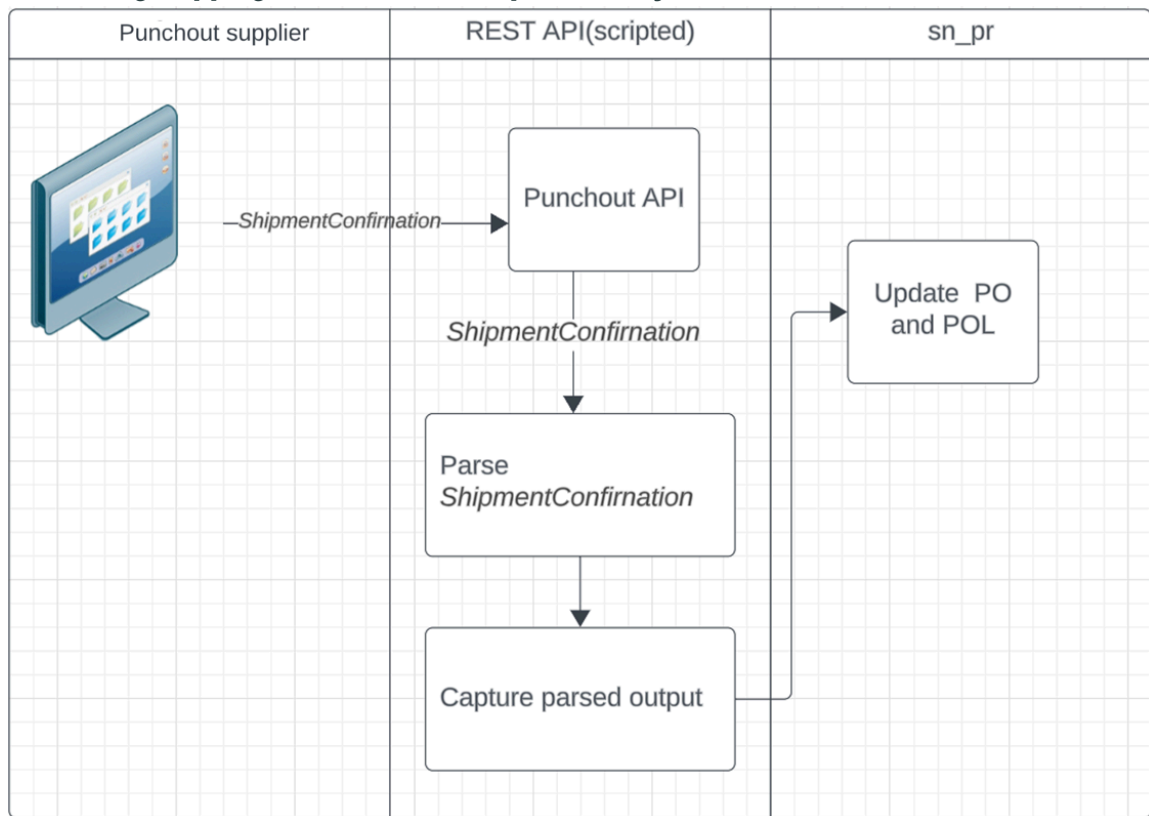 Punchout supplier
REST API(scripted)
sn_pr
ShipmentConfirnation
Punchout API
ShipmentConfirnation
Update PO
and POL
Parse
ShipmentConfirnation
Capture parsed output